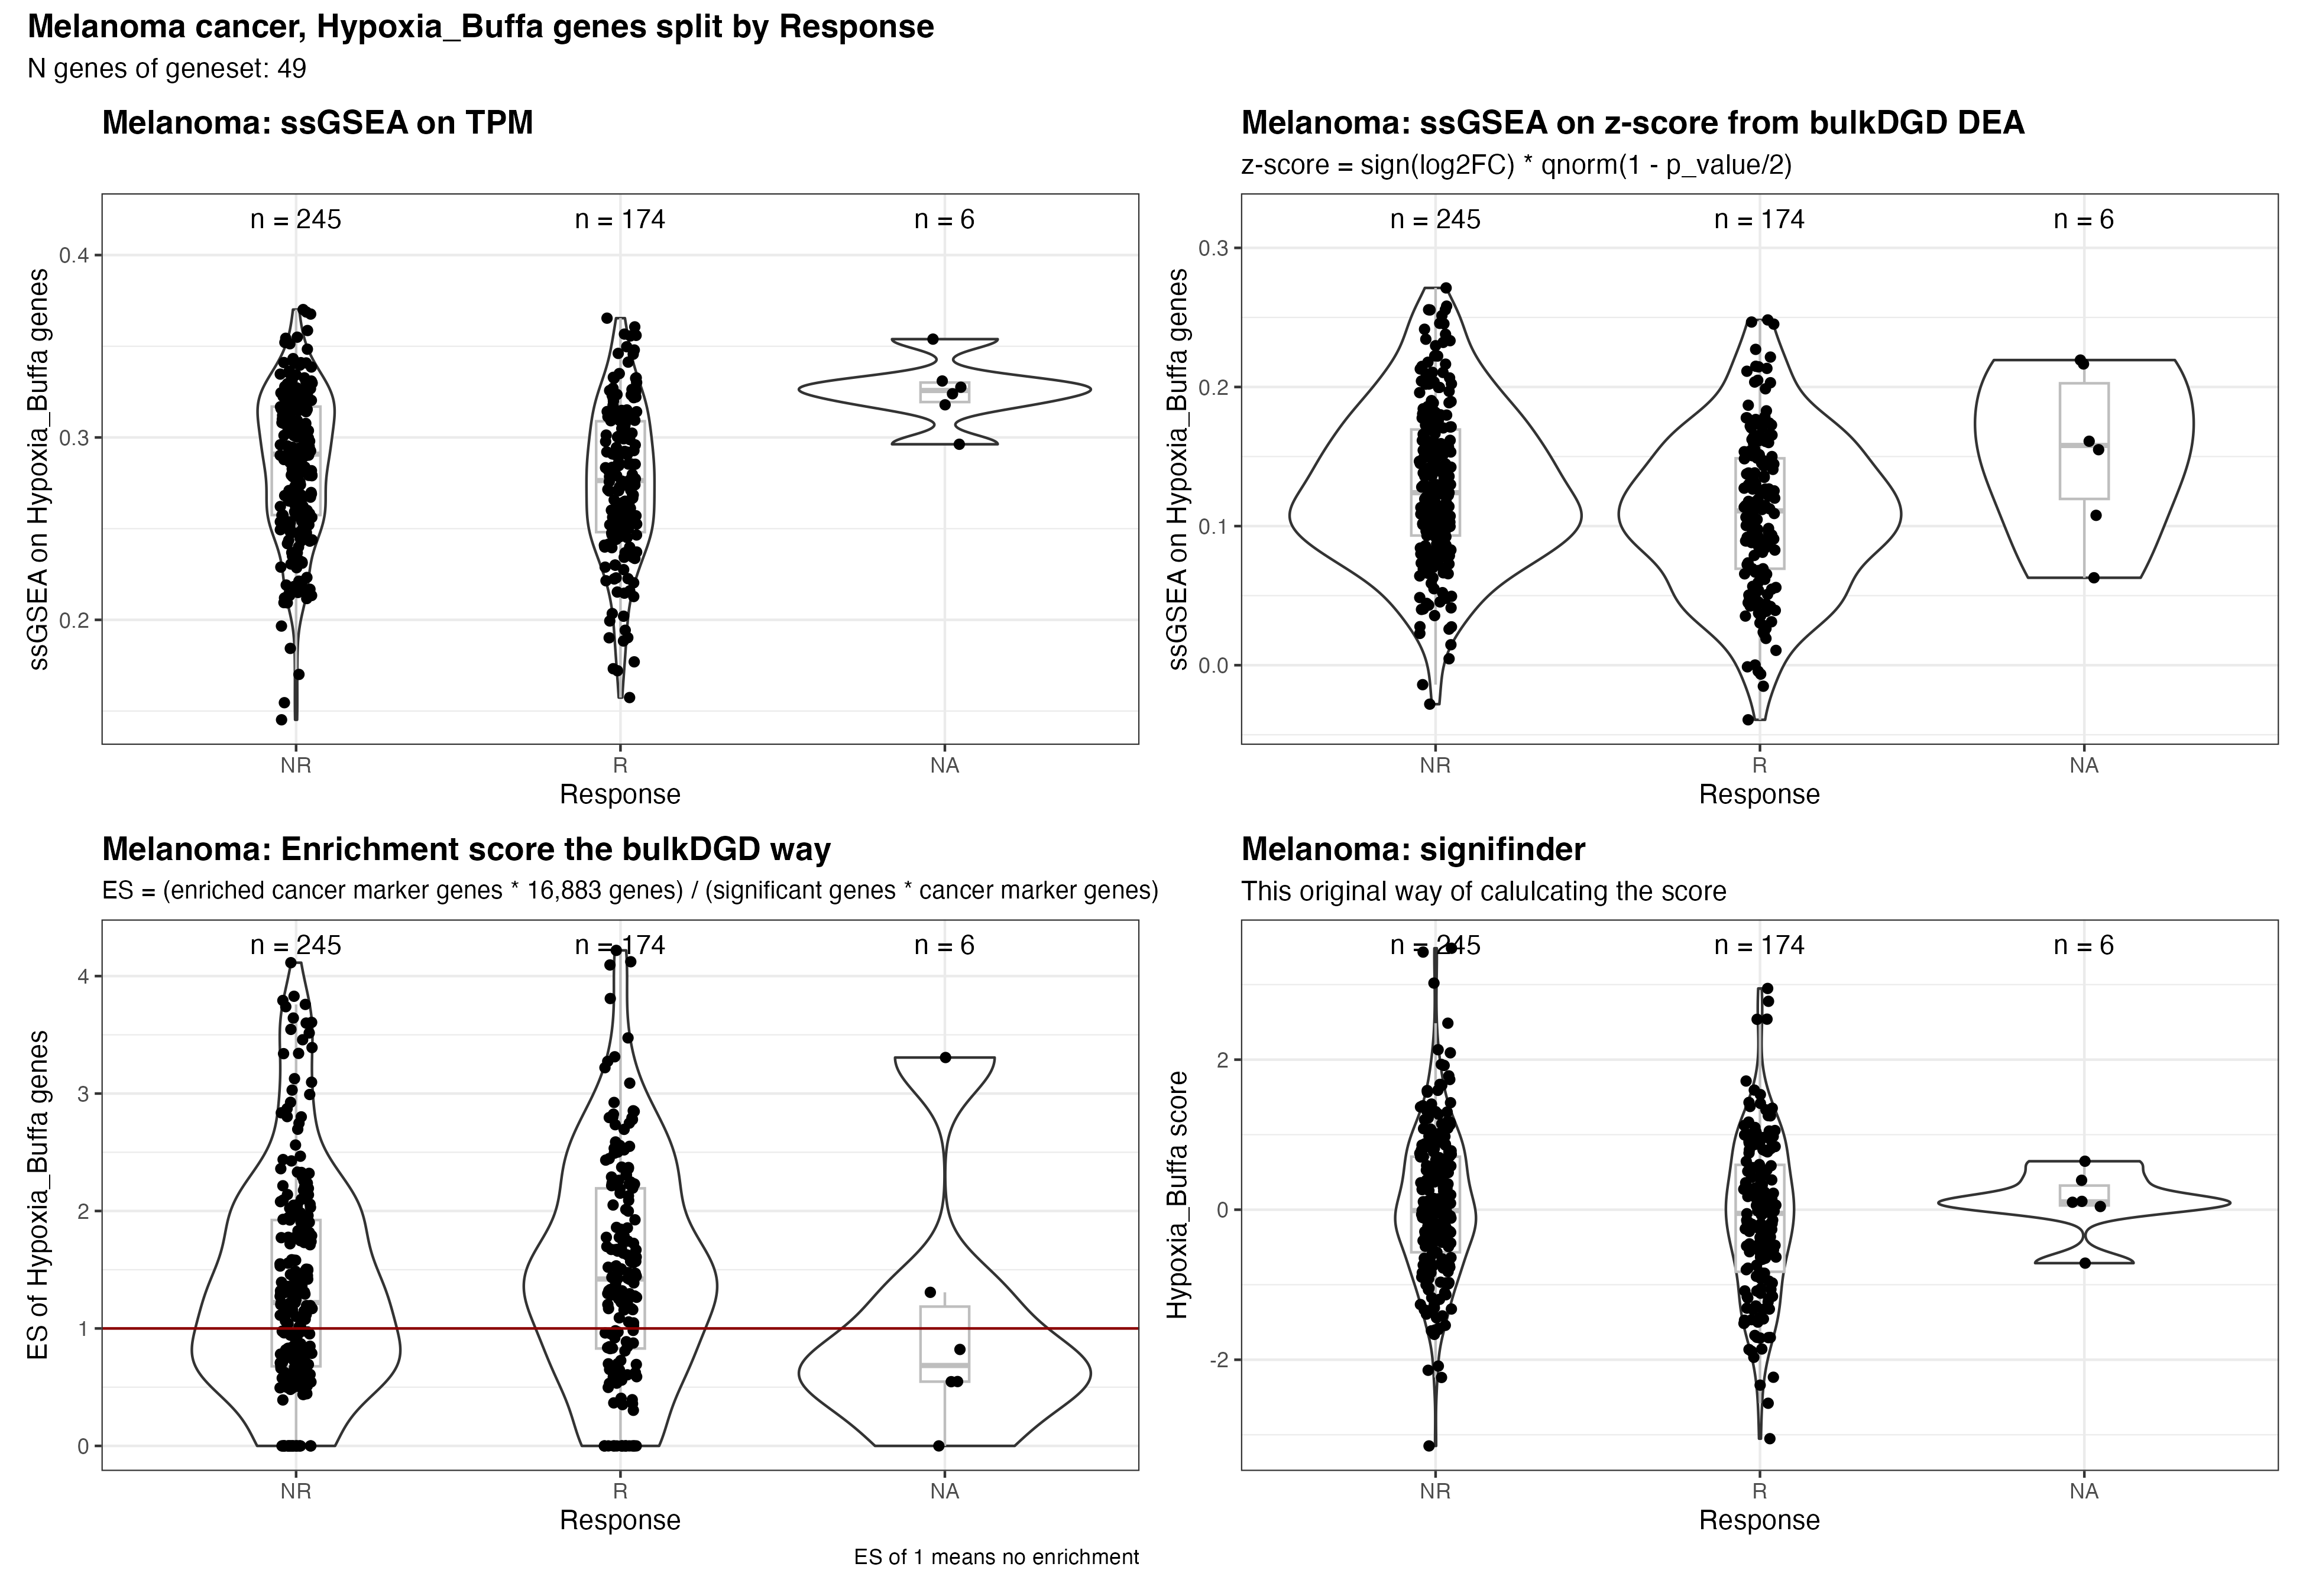 Melanoma cancer, Hypoxia_Buffa genes split by Response
N genes of geneset: 49
Melanoma: ssGSEA on TPM
n = 245
n = 174
n = 6
ssGSEA on Hypoxia_Buffa genes
0.4
0.3
0.2
NR
R
NA
Response
Melanoma: ssGSEA on z-score from bulkDGD DEA
z-score = sign(log2FC) * qnorm(1 - p_value/2)
n = 245
n = 174
n = 6
ssGSEA on Hypoxia_Buffa genes
0.3
0.2
0.1
0.0
NR
R
NA
Response
Melanoma: Enrichment score the bulkDGD way
ES = (enriched cancer marker genes * 16,883 genes) / (significant genes * cancer marker genes)
n = 245
n = 174
n = 6
ES of Hypoxia_Buffa genes
4
3
2
1
0
NR
R
NA
Response
ES of 1 means no enrichment
Melanoma: signifinder
This original way of calulcating the score
n = 245
n = 174
n = 6
Hypoxia_Buffa score
2
0
-2
NR
R
NA
Response